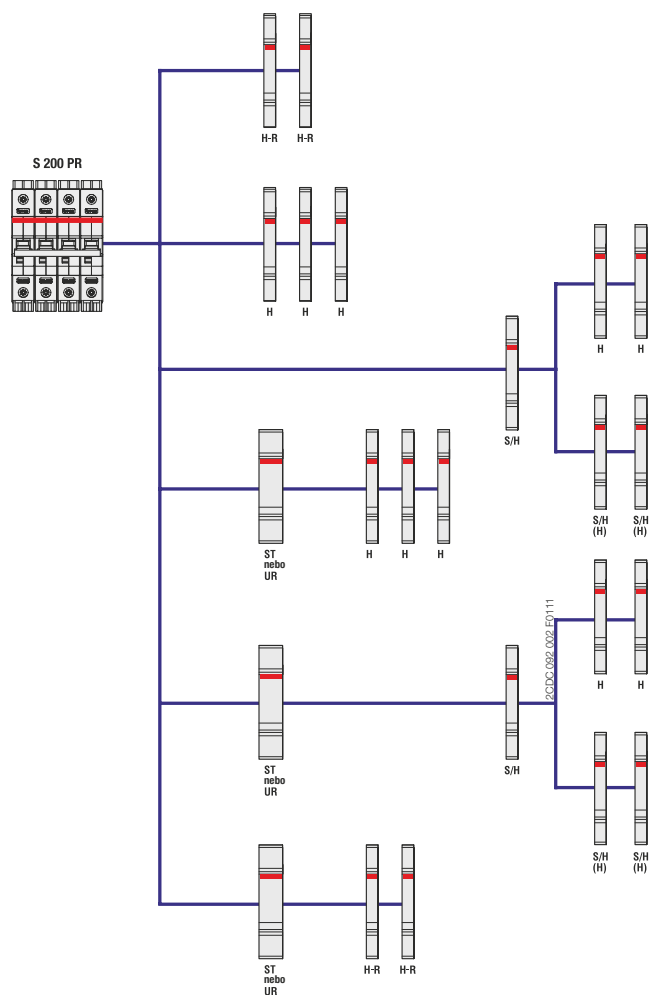 H-R H-R
S 200 PR
H H H
H H
S/H
S/H
(H)
S/H
(H)
ST
nebo
UR
H H H
2CDC 092 002 F0111
H H
ST
nebo
UR
S/H
S/H
(H)
S/H
(H)
ST
nebo
UR
H-R H-R